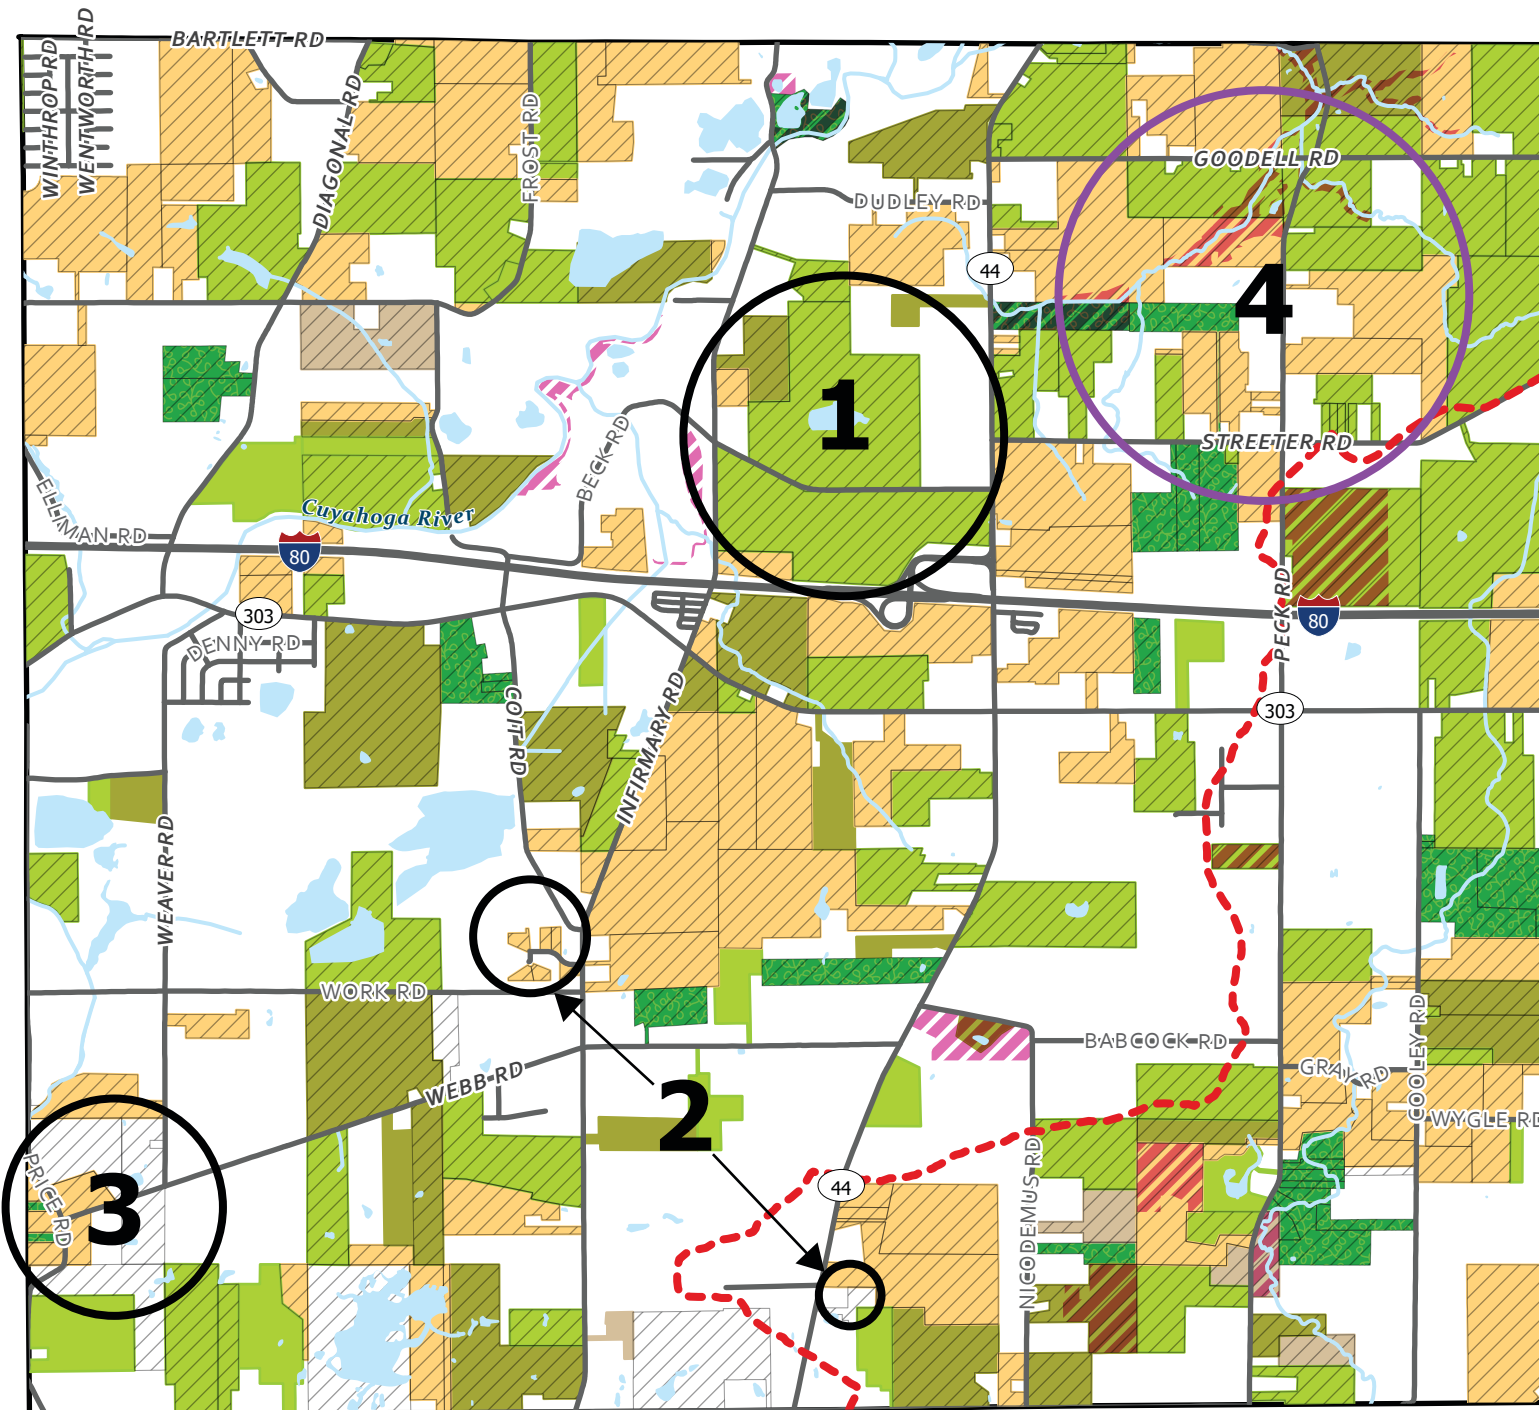 BARTLETT RD
WINTHROP RD
WENTWORTH RD
DIAGONAL RD
FROST RD
GOODELL RD
DUDLEY RD
44
4
1
STREETER RD
BECK RD
ELLMAN RD
Cuyahoga River
80
303
DENNY RD
PECK RD
80
COIT RD
INFIRMARY RD
303
WEAVER RD
WORK RD
BABCOCK RD
GRAY RD
COOLEY RD
WEBB RD
WYGLE RD
2
PRICE RD
3
44
NICODEMUS RD